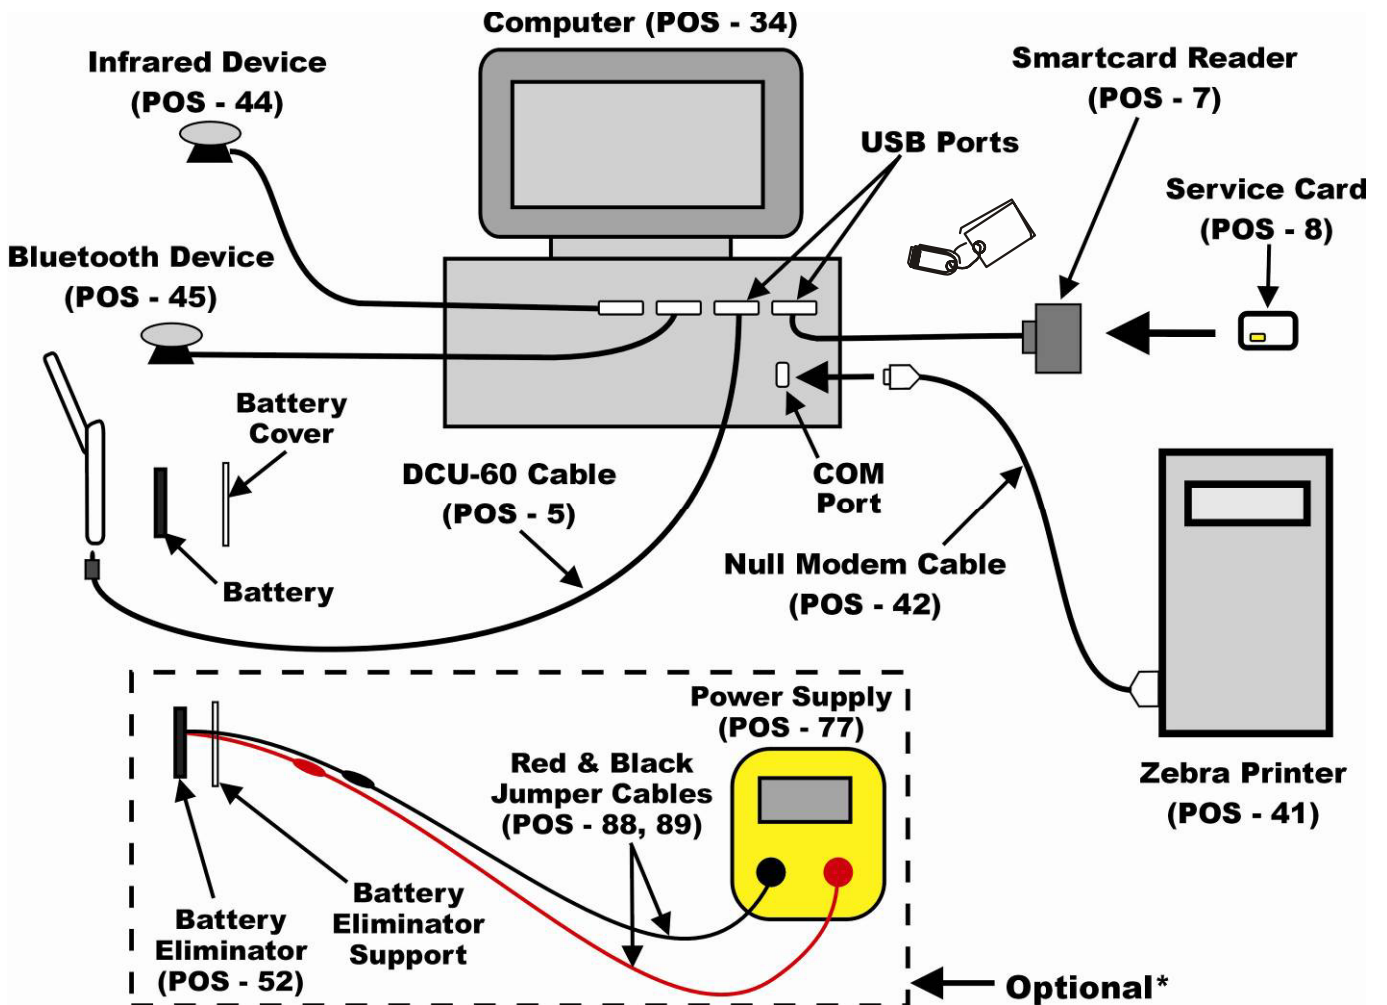 Computer (POS - 34)
Infrared Device
(POS - 44)
Smartcard Reader
(POS - 7)
USB Ports
Service Card
(POS - 8)
Bluetooth Device
(POS - 45)
Battery
Cover
DCU-60 Cable
(POS - 5)
COM
Port
Battery
Null Modem Cable
(POS - 42)
Power Supply
(POS - 77)
Red & Black
Jumper Cables
(POS - 88, 89)
Zebra Printer
(POS - 41)
Battery
Eliminator
Support
Battery
Eliminator
(POS - 52)
Optional*